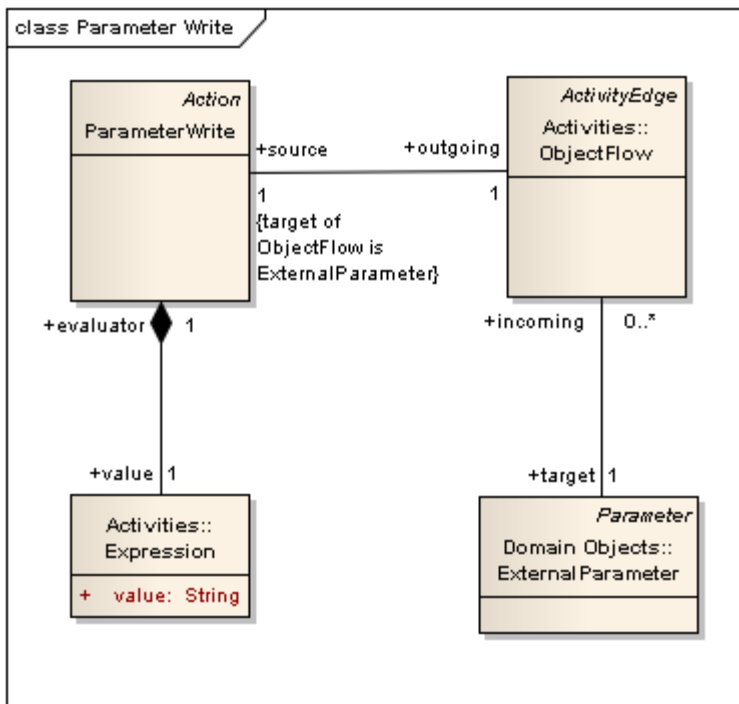 class Parameter Write
Action
ParameterWrite
ActivityEdge
Activities::
ObjectFlow
+source
+outgoing
1
1
{target of
ObjectFlow is
ExternalParameter}
+evaluator
1
+incoming
0..*
+value
1
+target
1
Activities::
Expression
+ value: String
Parameter
Domain Objects::
ExternalParameter